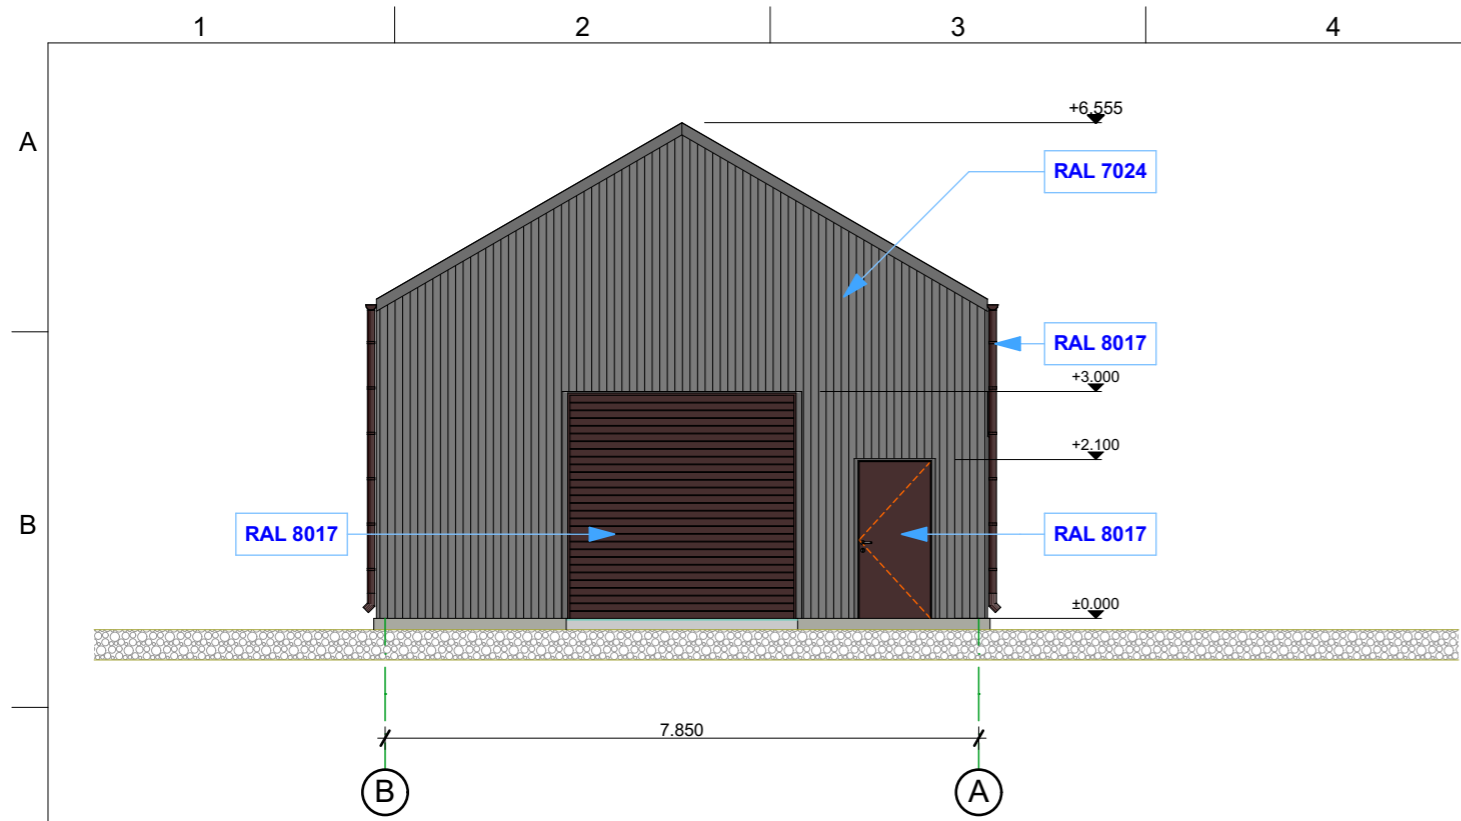 1 2 3 4
A
+6.555
RAL 7024
RAL 8017
+3.000
+2.100
B
RAL 8017
RAL 8017
±0.000
7.850
B A